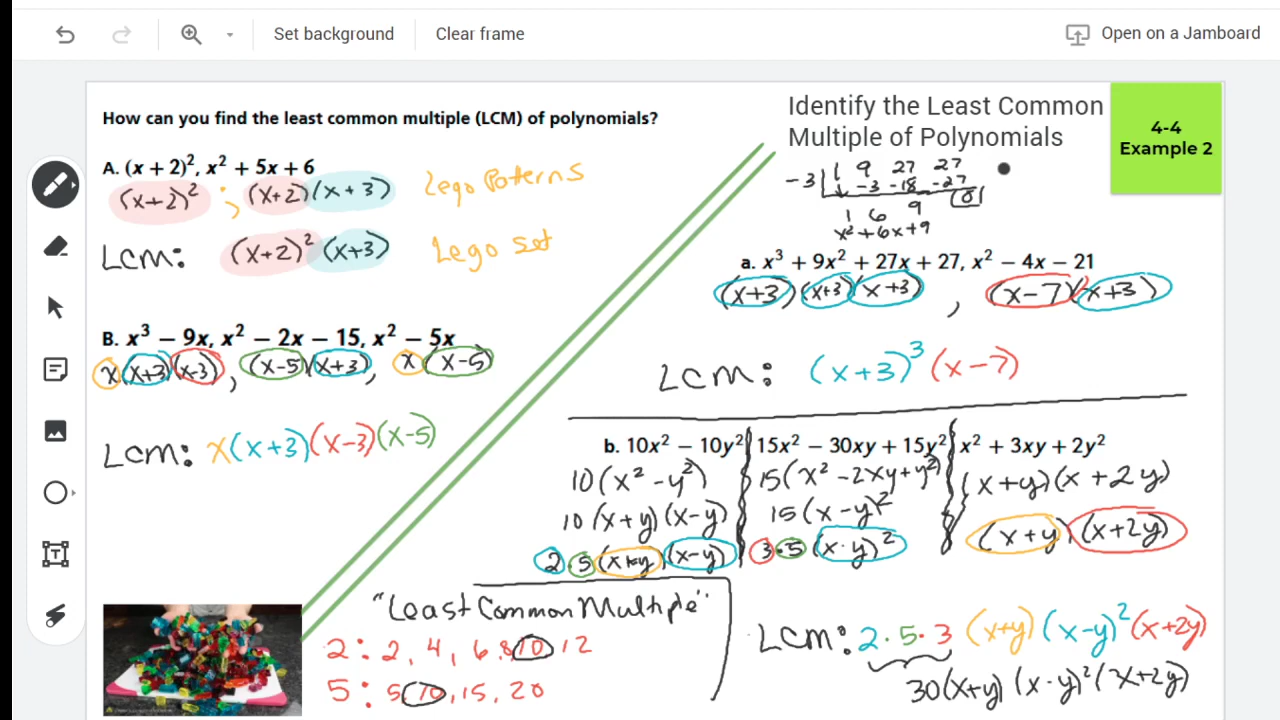 Set background
Clear frame
Open on a Jamboard
How can you find the least common multiple (LCM) of polynomials?
A. (x + 2)², x² + 5x + 6
(x+2)² ; (x+2)(x+3)
Lego Patterns
LCM: (x+2)² (x+3)
Lego set
B. x³ − 9x, x² − 2x − 15, x² − 5x
x(x+3)(x-3), (x-5)(x+3), x(x-5)
LCM: x(x+3)(x-3)(x-5)
Identify the Least Common
Multiple of Polynomials
4-4
Example 2
-3 | 1 9 27 27
↓ -3 -18 -27
1 6 9 |0|
x² + 6x + 9
a. x³ + 9x² + 27x + 27, x² − 4x − 21
(x+3)(x+3)(x+3) , (x-7)(x+3)
LCM: (x+3)³ (x-7)
b. 10x² − 10y², 15x² − 30xy + 15y², x² + 3xy + 2y²
10(x² - y²) 15(x² - 2xy + y²) (x+y)(x+2y)
10(x+y)(x-y) 15(x-y)² (x+y)(x+2y)
2·5(x+y)(x-y) 3·5(x-y)²
LCM: 2·5·3 (x+y)(x-y)²(x+2y)
30(x+y)(x-y)²(x+2y)
"Least Common Multiple"
2: 2, 4, 6, 8, 10, 12
5: 5, 10, 15, 20